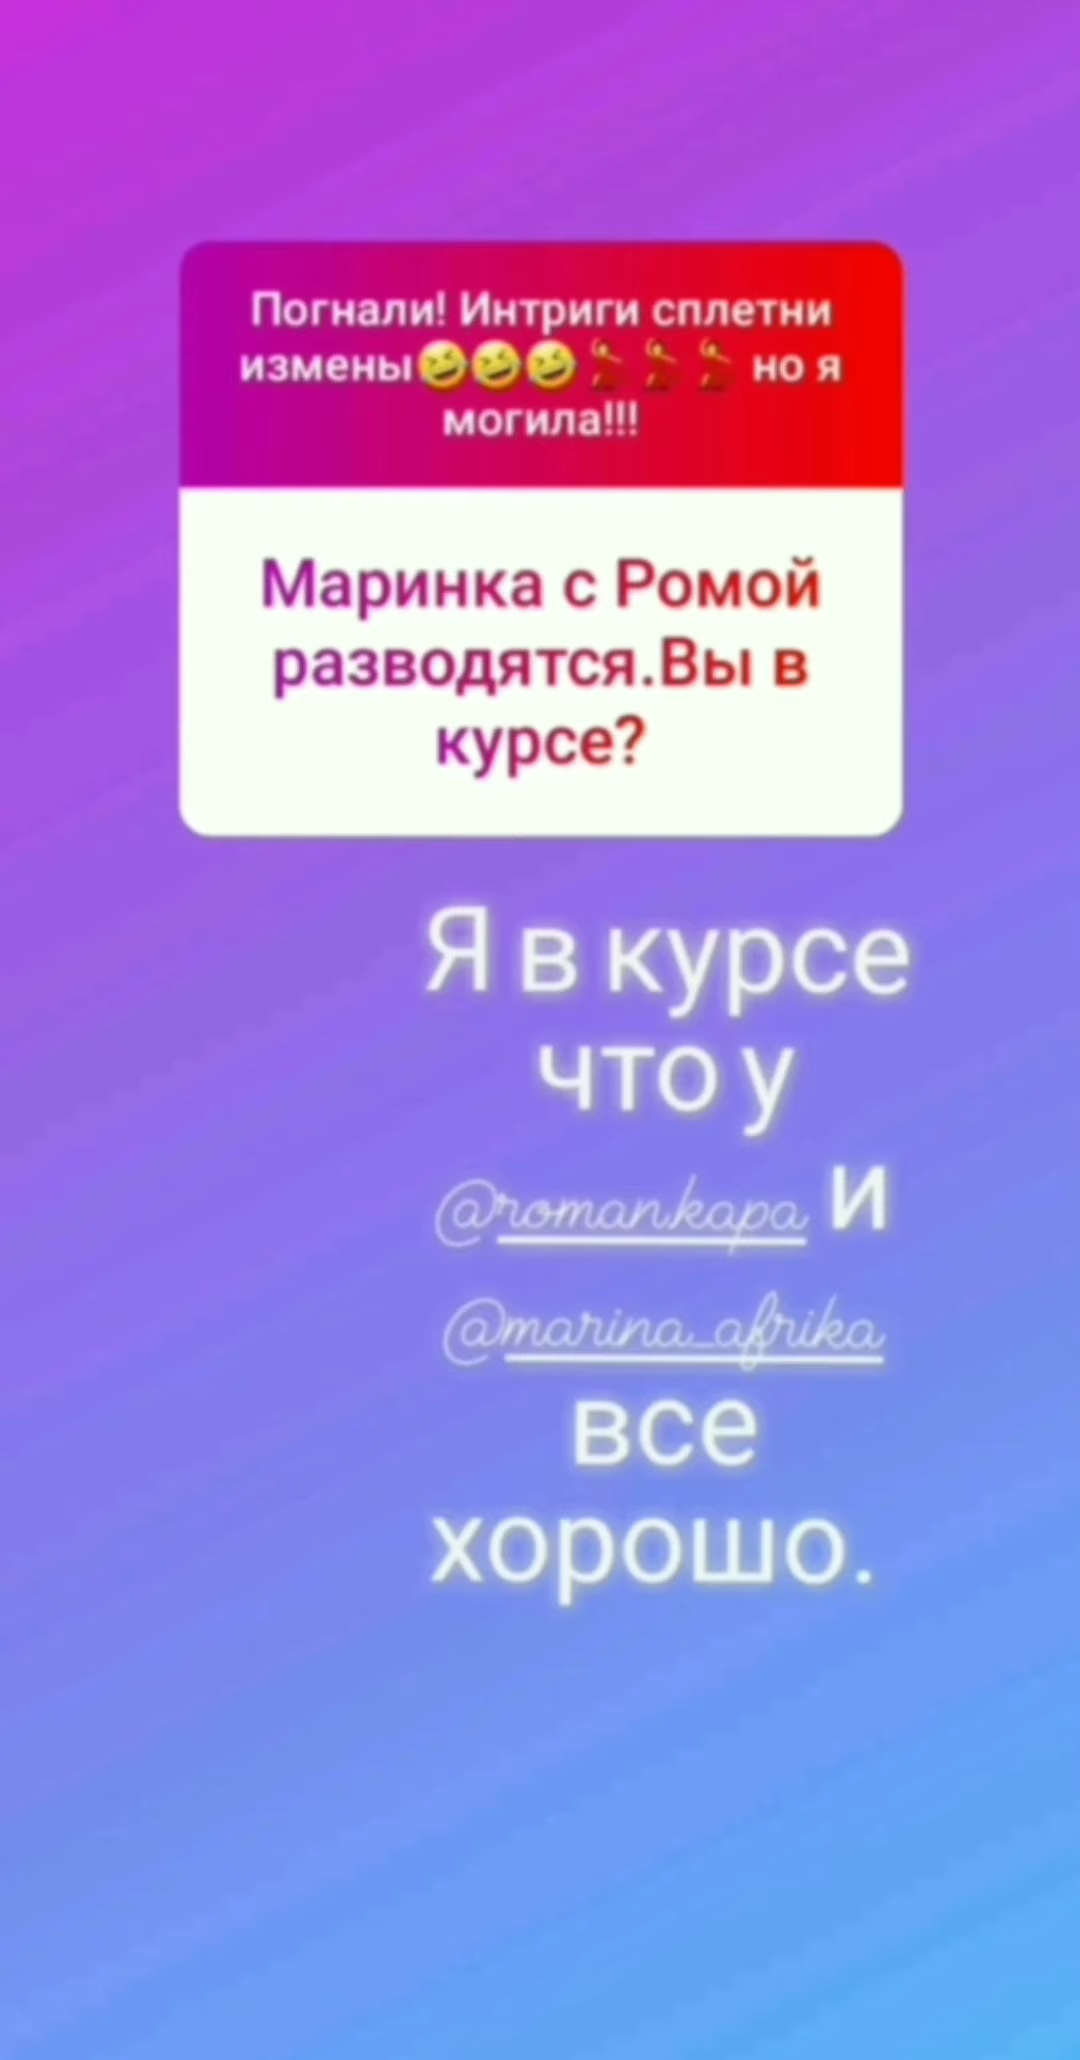 Погнали! Интриги сплетни
измены🤣🤣🤣💃💃💃 но я
могила!!!
Маринка с Ромой
разводятся.Вы в
курсе?
Я в курсе
что у
@romankapa и
@marina_afrika
все
хорошо.